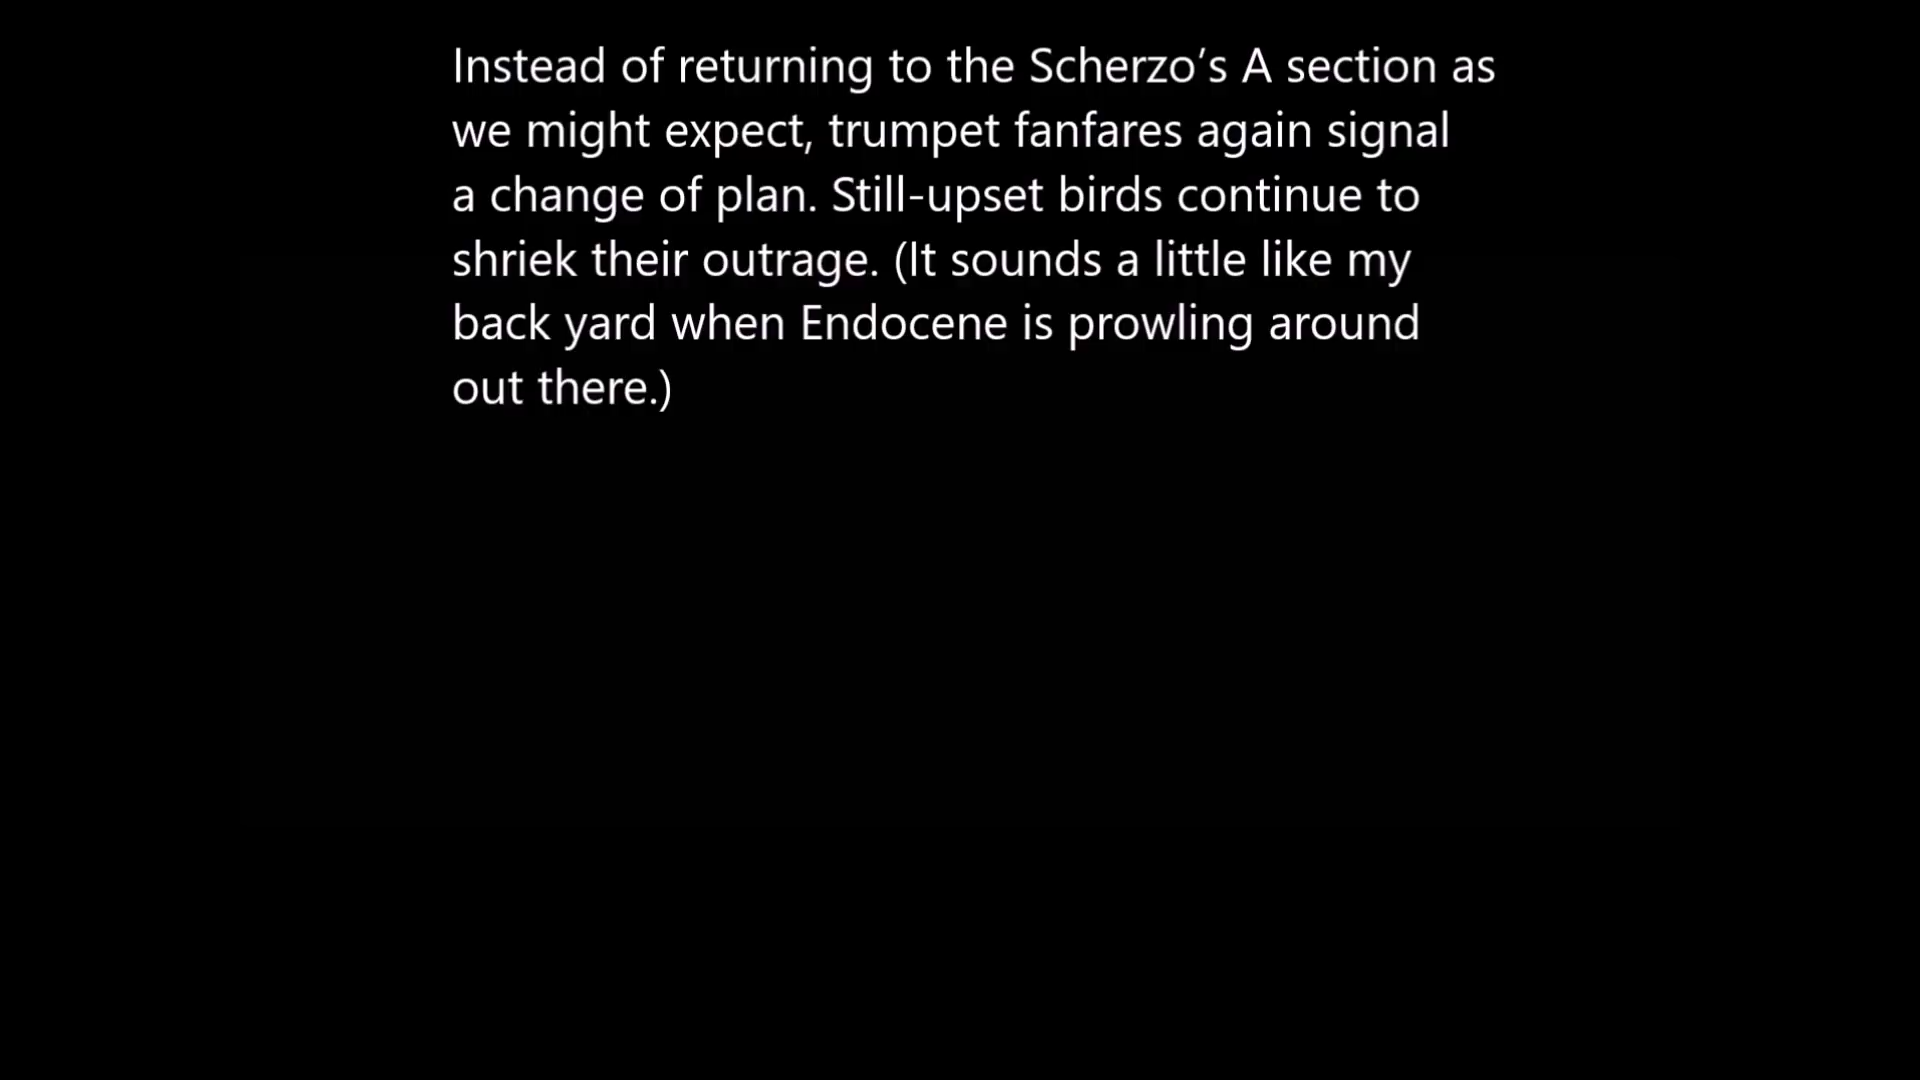 Instead of returning to the Scherzo’s A section as
we might expect, trumpet fanfares again signal
a change of plan. Still-upset birds continue to
shriek their outrage. (It sounds a little like my
back yard when Endocene is prowling around
out there.)